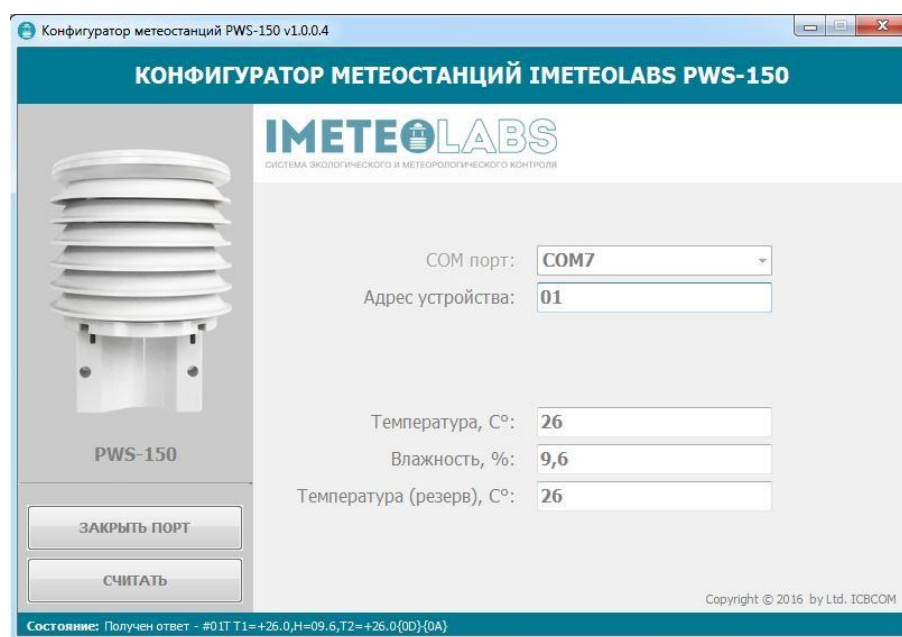 Конфигуратор метеостанций PWS-150 v1.0.0.4
КОНФИГУРАТОР МЕТЕОСТАНЦИЙ IMETEOLABS PWS-150
IMETEOLABS
СИСТЕМА ЭКОЛОГИЧЕСКОГО И МЕТЕОРОЛОГИЧЕСКОГО КОНТРОЛЯ
COM порт: COM7
Адрес устройства: 01
Температура, C°: 26
Влажность, %: 9,6
Температура (резерв), C°: 26
PWS-150
ЗАКРЫТЬ ПОРТ
СЧИТАТЬ
Copyright © 2016 by Ltd. ICBCOM
Состояние: Получен ответ - #01T T1=+26.0,H=09.6,T2=+26.0{0D}{0A}